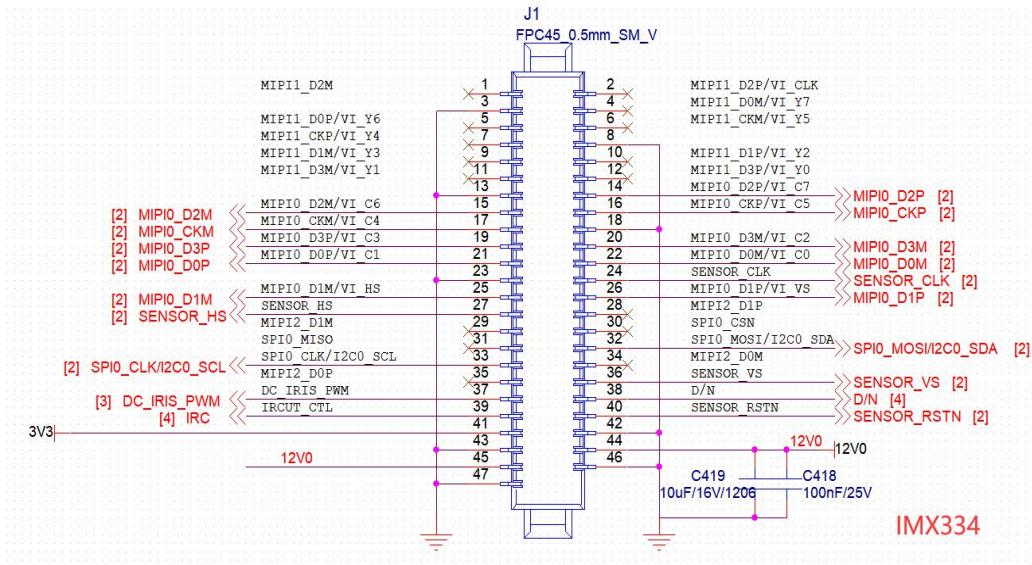 J1
FPC45_0.5mm_SM_V
MIPI1_D2M 1 2 MIPI1_D2P/VI_CLK
3 4 MIPI1_D0M/VI_Y7
MIPI1_D0P/VI_Y6 5 6 MIPI1_CKM/VI_Y5
MIPI1_CKP/VI_Y4 7 8
MIPI1_D1M/VI_Y3 9 10 MIPI1_D1P/VI_Y2
MIPI1_D3M/VI_Y1 11 12 MIPI1_D3P/VI_Y0
13 14 MIPI0_D2P/VI_C7 MIPI0_D2P [2]
[2] MIPI0_D2M MIPI0_D2M/VI_C6 15 16 MIPI0_CKP/VI_C5 MIPI0_CKP [2]
[2] MIPI0_CKM MIPI0_CKM/VI_C4 17 18
[2] MIPI0_D3P MIPI0_D3P/VI_C3 19 20 MIPI0_D3M/VI_C2 MIPI0_D3M [2]
[2] MIPI0_D0P MIPI0_D0P/VI_C1 21 22 MIPI0_D0M/VI_C0 MIPI0_D0M [2]
23 24 SENSOR_CLK SENSOR_CLK [2]
[2] MIPI0_D1M MIPI0_D1M/VI_HS 25 26 MIPI0_D1P/VI_VS MIPI0_D1P [2]
[2] SENSOR_HS SENSOR_HS 27 28 MIPI2_D1P
MIPI2_D1M 29 30 SPI0_CSN
SPI0_MISO 31 32 SPI0_MOSI/I2C0_SDA SPI0_MOSI/I2C0_SDA [2]
[2] SPI0_CLK/I2C0_SCL SPI0_CLK/I2C0_SCL 33 34 MIPI2_D0M
MIPI2_D0P 35 36 SENSOR_VS SENSOR_VS [2]
[3] DC_IRIS_PWM DC_IRIS_PWM 37 38 D/N D/N [4]
[4] IRC IRCUT_CTL 39 40 SENSOR_RSTN SENSOR_RSTN [2]
3V3 41 42
43 44 12V0 12V0
12V0 45 46
47
C419 C418
10uF/16V/1206 100nF/25V
IMX334